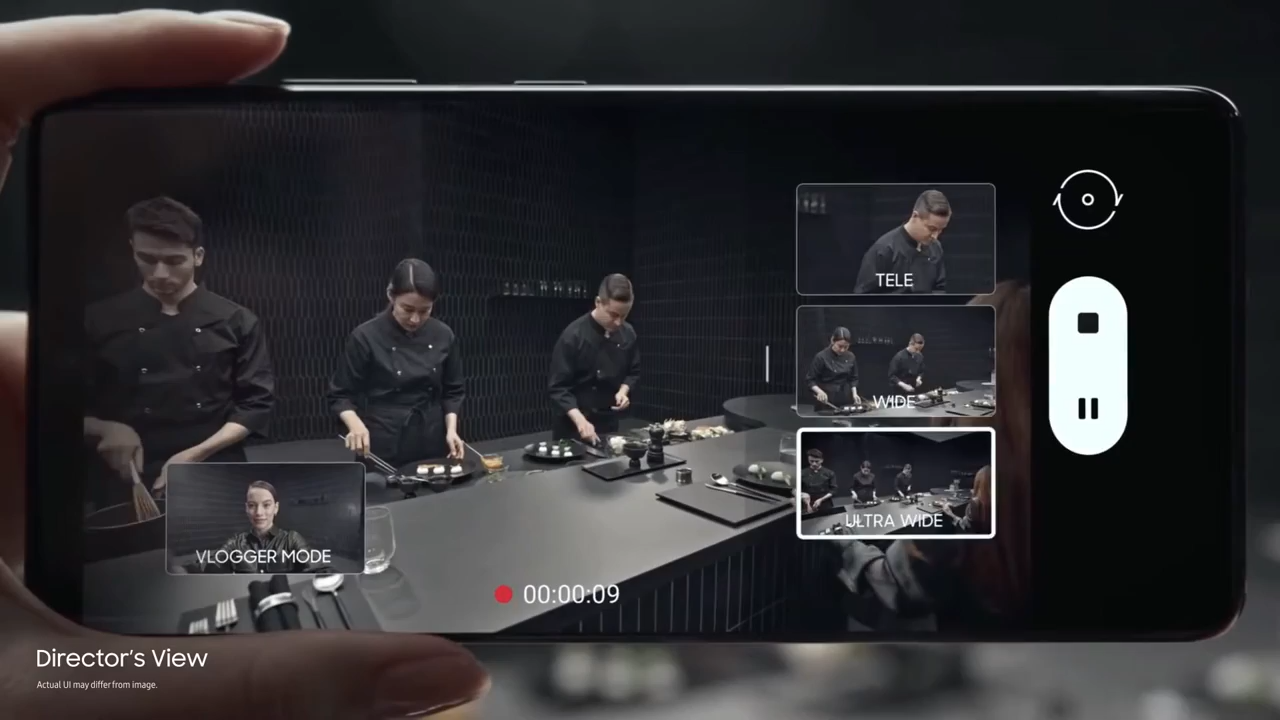 TELE
WIDE
ULTRA WIDE
VLOGGER MODE
00:00:09
Director's View
Actual UI may differ from image.